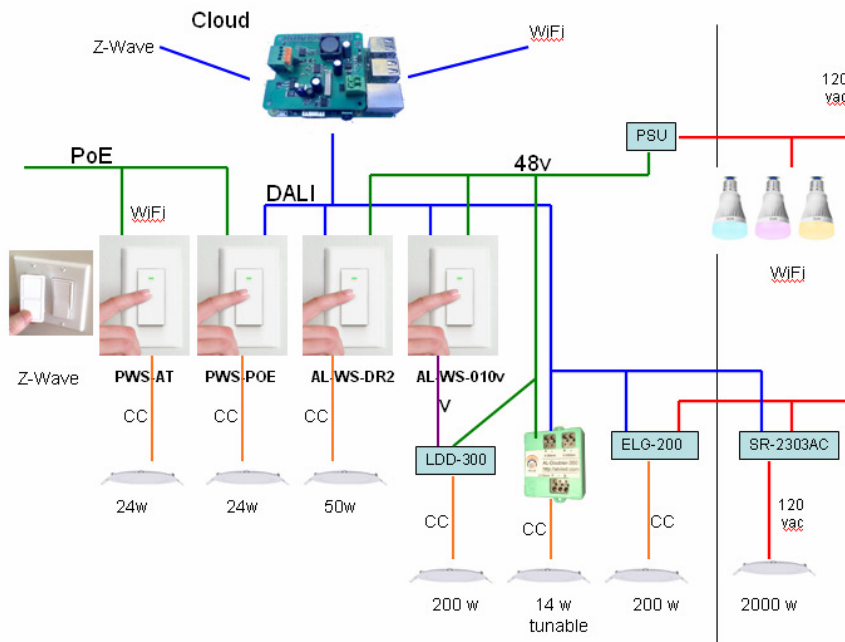 Cloud
Z-Wave
WiFi
120
vac
PSU
PoE
48v
DALI
WiFi
WiFi
Z-Wave
PWS-AT
PWS-POE
AL-WS-DR2
AL-WS-010v
CC
CC
CC
V
LDD-300
ELG-200
SR-2303AC
24w
24w
50w
CC
CC
CC
120
vac
200 w
14 w
tunable
200 w
2000 w